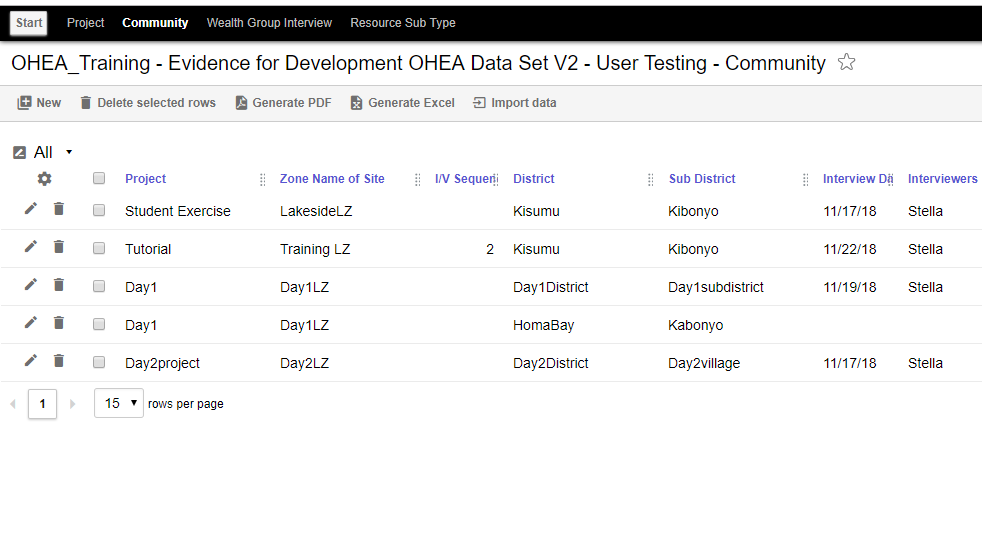 Start Project Community Wealth Group Interview Resource Sub Type
OHEA_Training - Evidence for Development OHEA Data Set V2 - User Testing - Community
New Delete selected rows Generate PDF Generate Excel Import data
All
Project Zone Name of Site I/V Sequen District Sub District Interview Da Interviewers
Student Exercise LakesideLZ Kisumu Kibonyo 11/17/18 Stella
Tutorial Training LZ 2 Kisumu Kibonyo 11/22/18 Stella
Day1 Day1LZ Day1District Day1subdistrict 11/19/18 Stella
Day1 Day1LZ HomaBay Kabonyo
Day2project Day2LZ Day2District Day2village 11/17/18 Stella
1 15 rows per page